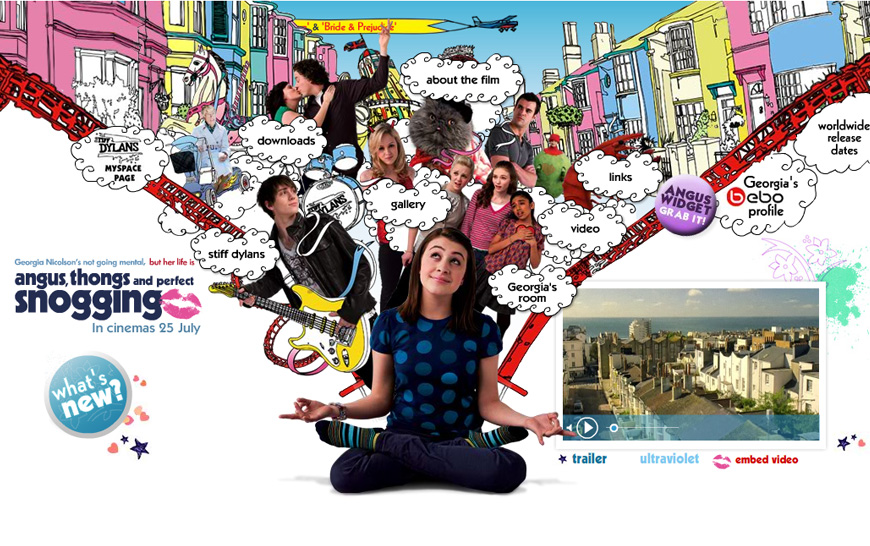 ' & 'Bride & Prejudice'
about the film
THE STIFF DYLANS
MYSPACE
PAGE
downloads
worldwide
release
dates
links
ANGUS
WIDGET
GRAB IT!
Georgia's
bebo
profile
gallery
DYLANS
video
stiff dylans
Georgia's
room
Georgia Nicolson's not going mental, but her life is
angus, thongs and perfect
snogging
In cinemas 25 July
what's
new?
trailer
ultraviolet
embed video